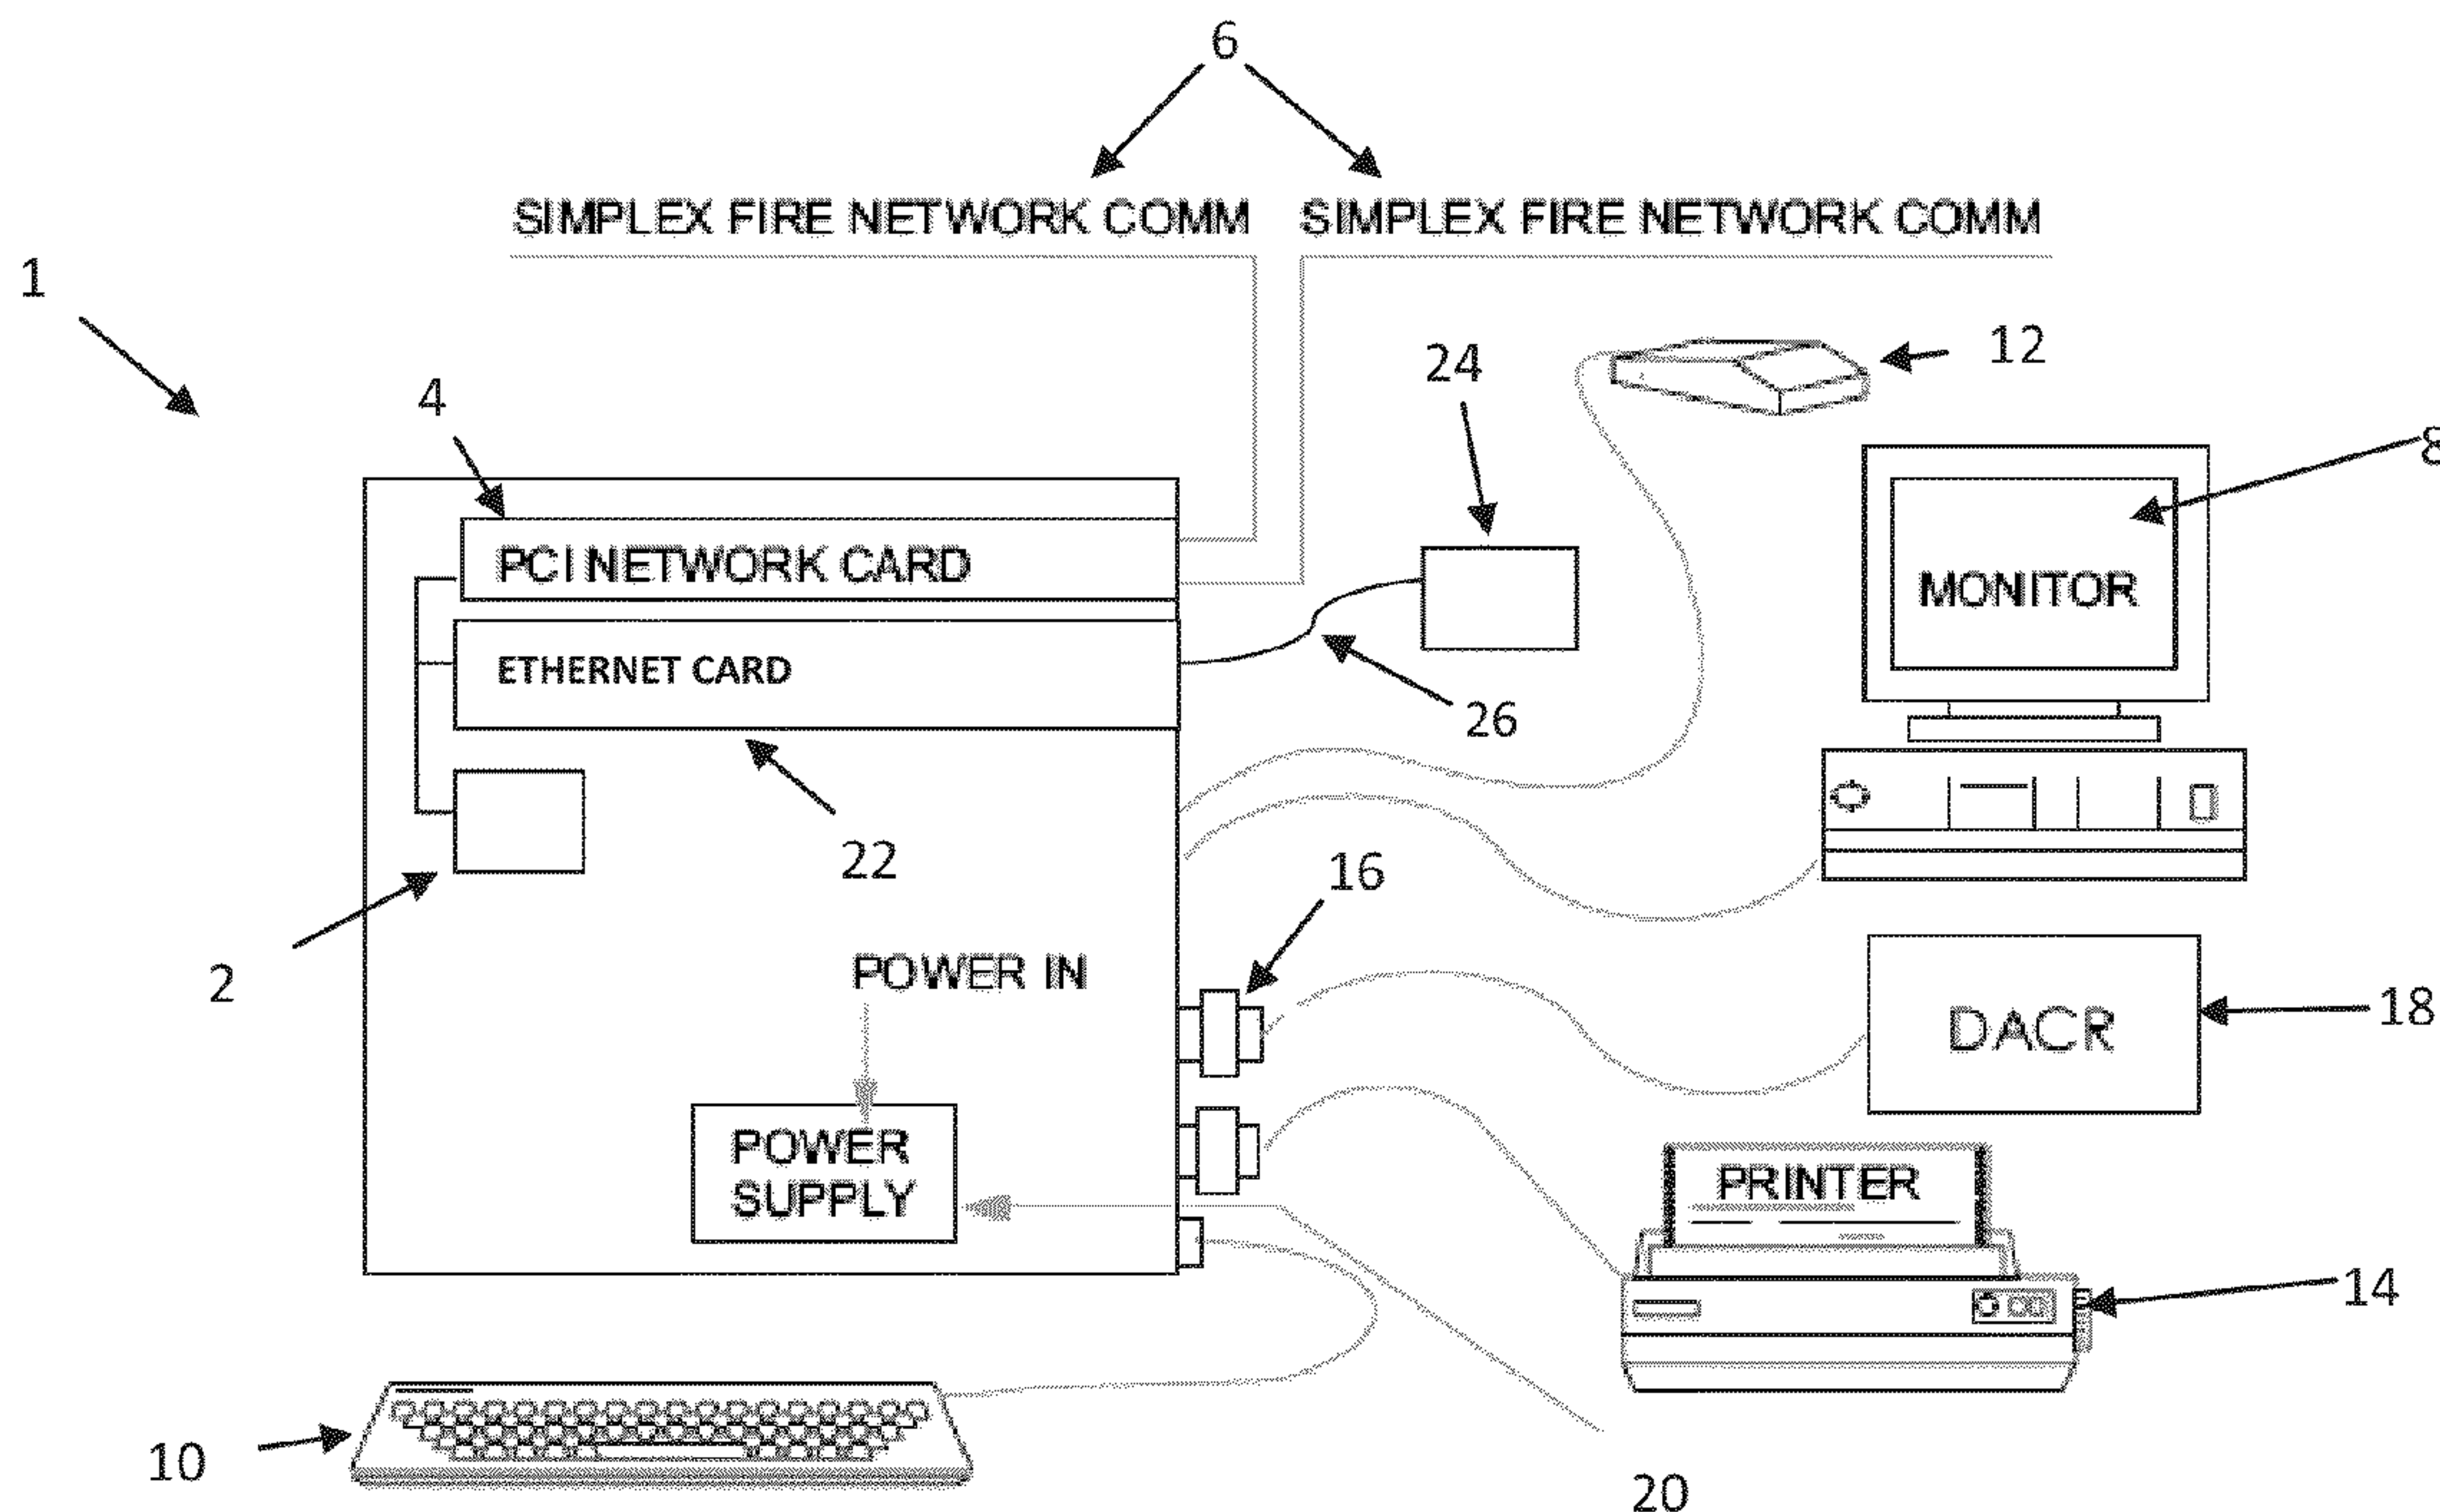 6
SIMPLEX FIRE NETWORK COMM
SIMPLEX FIRE NETWORK COMM
1
12
24
4
8
PCI NETWORK CARD
MONITOR
ETHERNET CARD
26
22
16
2
POWER IN
18
DACR
POWER
SUPPLY
PRINTER
14
10
20